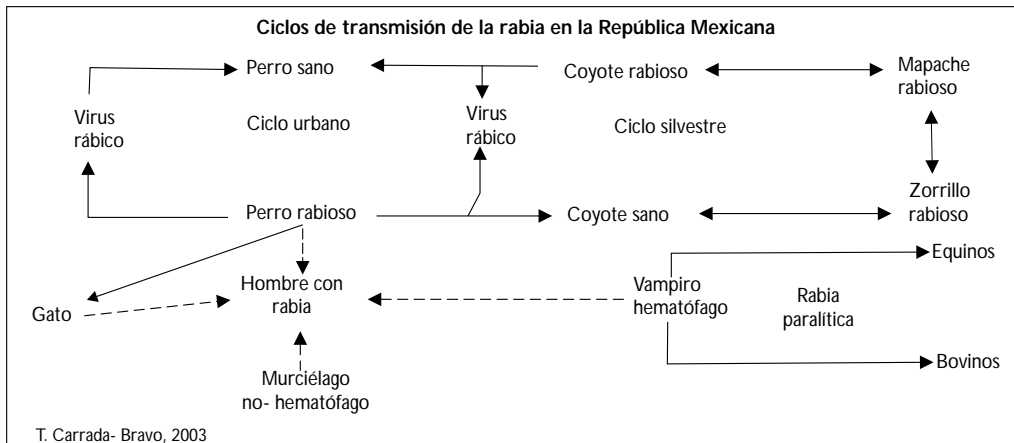 Ciclos de transmisión de la rabia en la República Mexicana
Perro sano
Coyote rabioso
Mapache
rabioso
Virus
rábico
Ciclo urbano
Virus
rábico
Ciclo silvestre
Perro rabioso
Coyote sano
Zorrillo
rabioso
Equinos
Gato
Hombre con
rabia
Vampiro
hematófago
Rabia
paralítica
Bovinos
Murciélago
no- hematófago
T. Carrada- Bravo, 2003